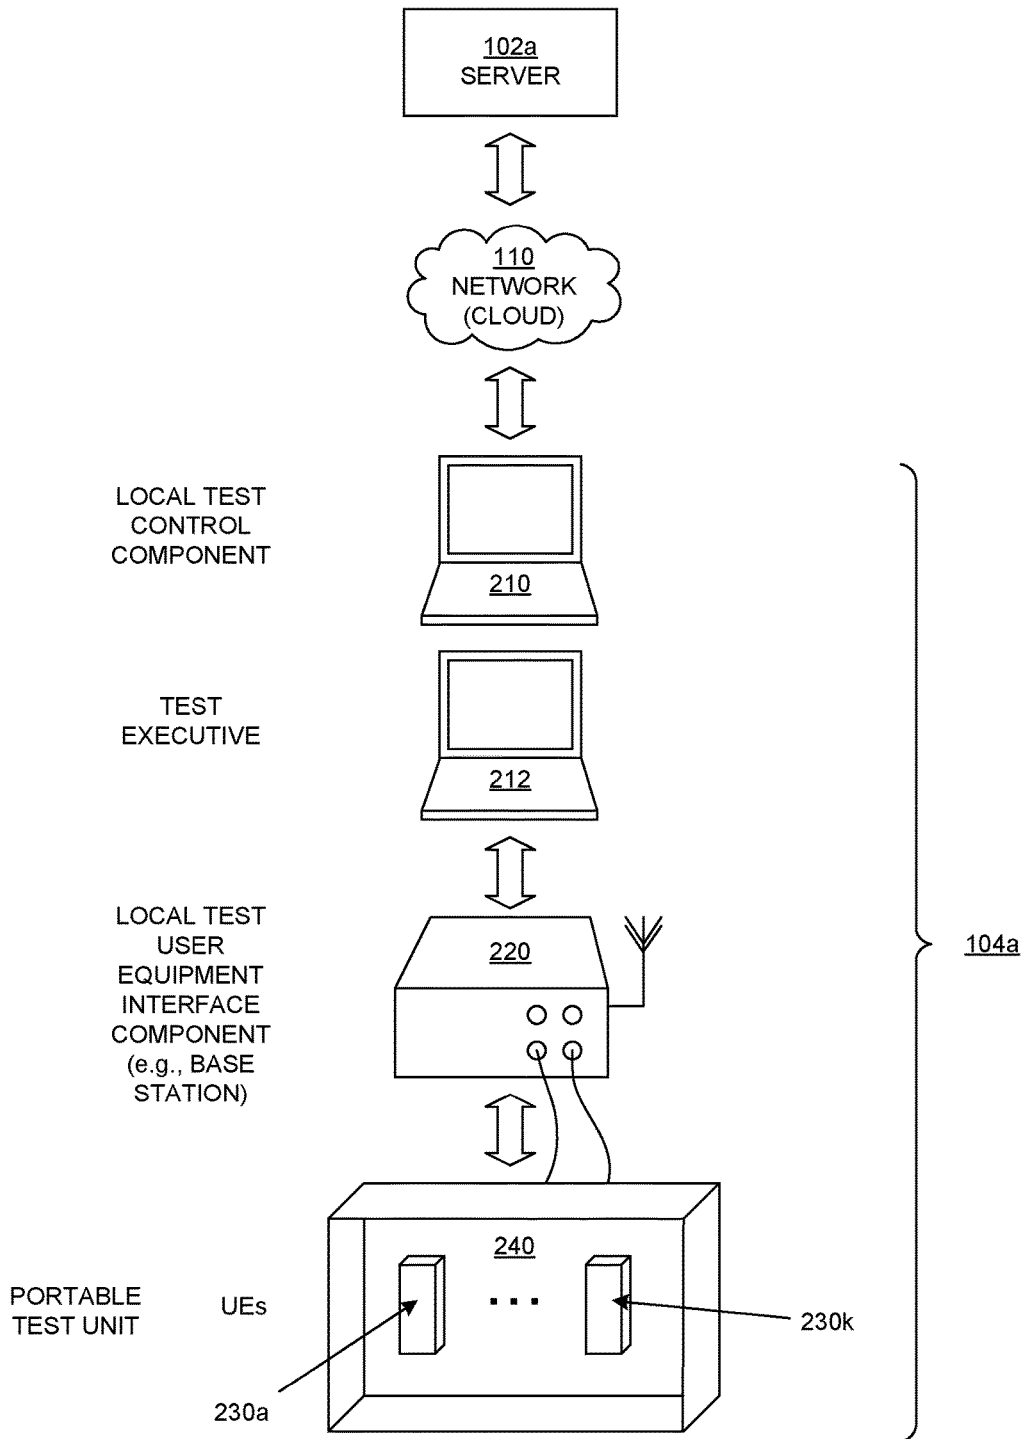 102a
SERVER
110
NETWORK
(CLOUD)
LOCAL TEST
CONTROL
COMPONENT
210
TEST
EXECUTIVE
212
LOCAL TEST
USER
EQUIPMENT
INTERFACE
COMPONENT
(e.g., BASE
STATION)
220
104a
240
PORTABLE
TEST UNIT
UEs
230k
230a